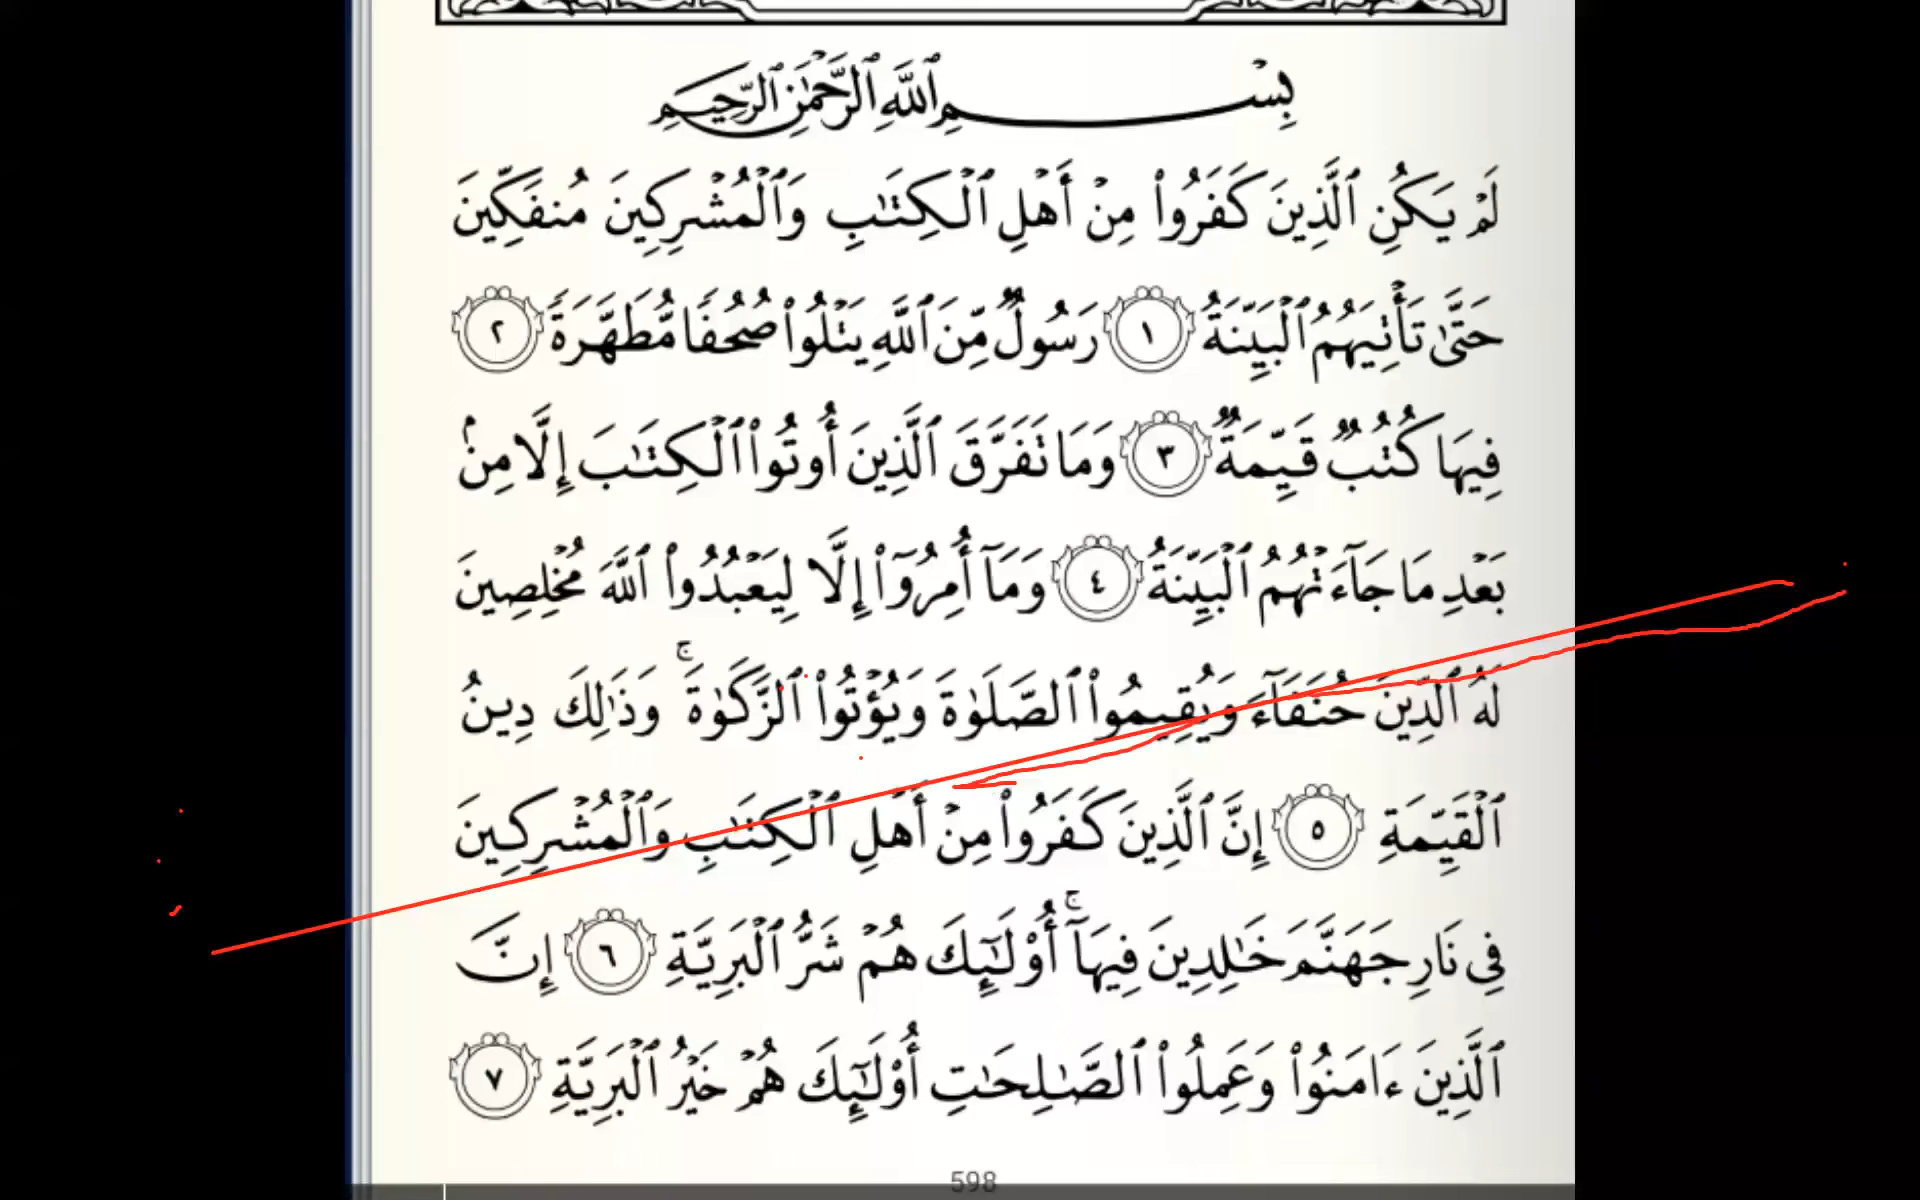 بِسْمِ ٱللَّهِ ٱلرَّحْمَٰنِ ٱلرَّحِيمِ
لَمْ يَكُنِ ٱلَّذِينَ كَفَرُوا۟ مِنْ أَهْلِ ٱلْكِتَٰبِ وَٱلْمُشْرِكِينَ مُنفَكِّينَ
حَتَّىٰ تَأْتِيَهُمُ ٱلْبَيِّنَةُ ١ رَسُولٌ مِّنَ ٱللَّهِ يَتْلُوا۟ صُحُفًا مُّطَهَّرَةً ٢
فِيهَا كُتُبٌ قَيِّمَةٌ ٣ وَمَا تَفَرَّقَ ٱلَّذِينَ أُوتُوا۟ ٱلْكِتَٰبَ إِلَّا مِنۢ
بَعْدِ مَا جَآءَتْهُمُ ٱلْبَيِّنَةُ ٤ وَمَآ أُمِرُوٓا۟ إِلَّا لِيَعْبُدُوا۟ ٱللَّهَ مُخْلِصِينَ
لَهُ ٱلدِّينَ حُنَفَآءَ وَيُقِيمُوا۟ ٱلصَّلَوٰةَ وَيُؤْتُوا۟ ٱلزَّكَوٰةَ ۚ وَذَٰلِكَ دِينُ
ٱلْقَيِّمَةِ ٥ إِنَّ ٱلَّذِينَ كَفَرُوا۟ مِنْ أَهْلِ ٱلْكِتَٰبِ وَٱلْمُشْرِكِينَ
فِى نَارِ جَهَنَّمَ خَٰلِدِينَ فِيهَآ ۚ أُو۟لَٰٓئِكَ هُمْ شَرُّ ٱلْبَرِيَّةِ ٦ إِنَّ
ٱلَّذِينَ ءَامَنُوا۟ وَعَمِلُوا۟ ٱلصَّٰلِحَٰتِ أُو۟لَٰٓئِكَ هُمْ خَيْرُ ٱلْبَرِيَّةِ ٧
598